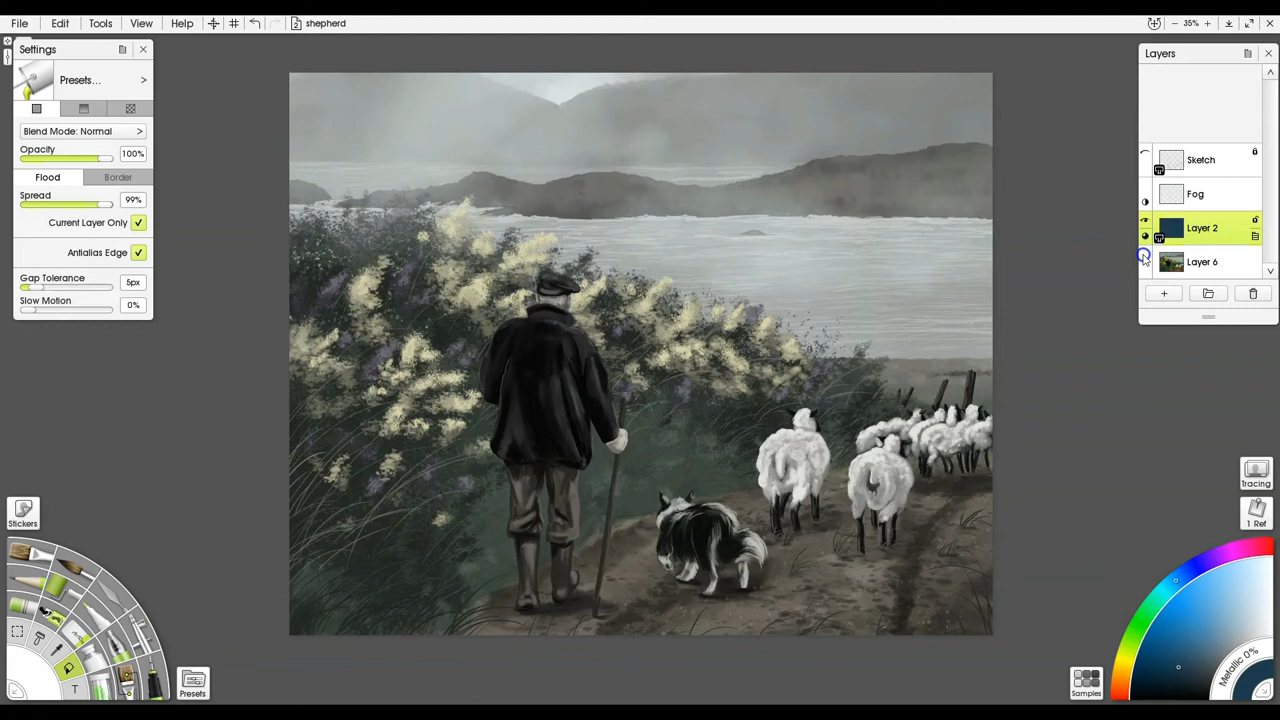 File Edit Tools View Help shepherd 35%
Settings
Presets...
Blend Mode: Normal
Opacity 100%
Flood Border
Spread 99%
Current Layer Only
Antialias Edge
Gap Tolerance 5px
Slow Motion 0%
Layers
Sketch
Fog
Layer 2
Layer 6
Tracing
1 Ref
Stickers
Presets
T
Samples
Metallic 0%